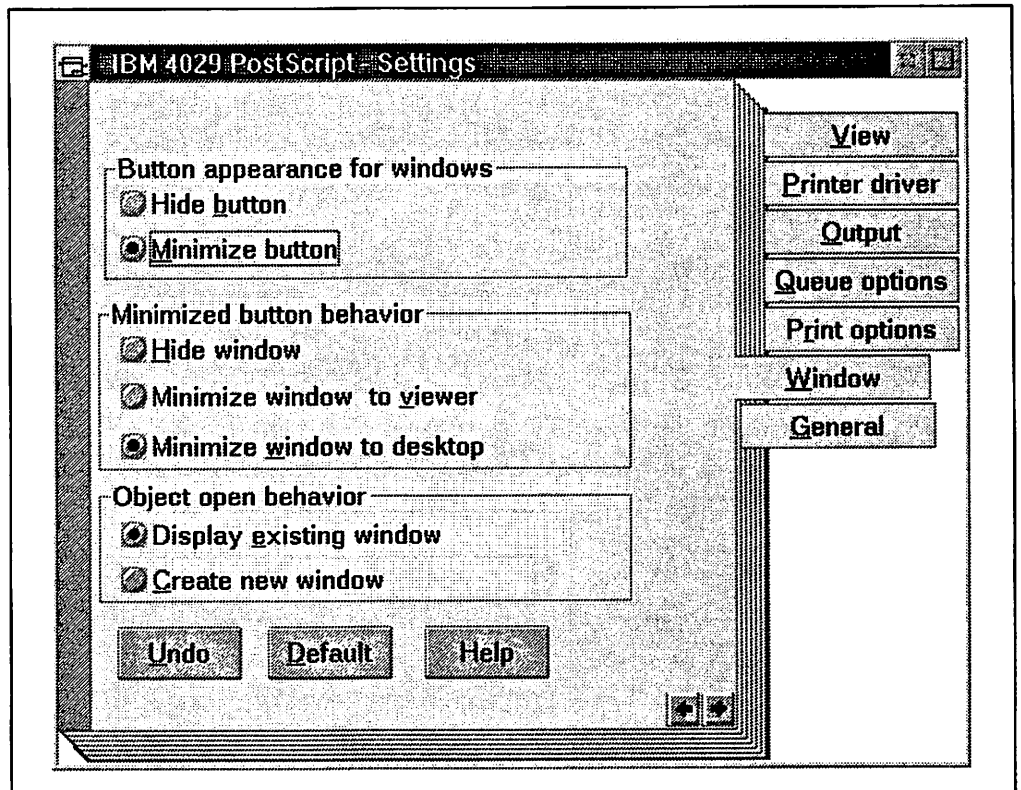 IBM 4029 PostScript - Settings
Button appearance for windows
Hide button
Minimize button
Minimized button behavior
Hide window
Minimize window to viewer
Minimize window to desktop
Object open behavior
Display existing window
Create new window
Undo Default Help
View
Printer driver
Output
Queue options
Print options
Window
General